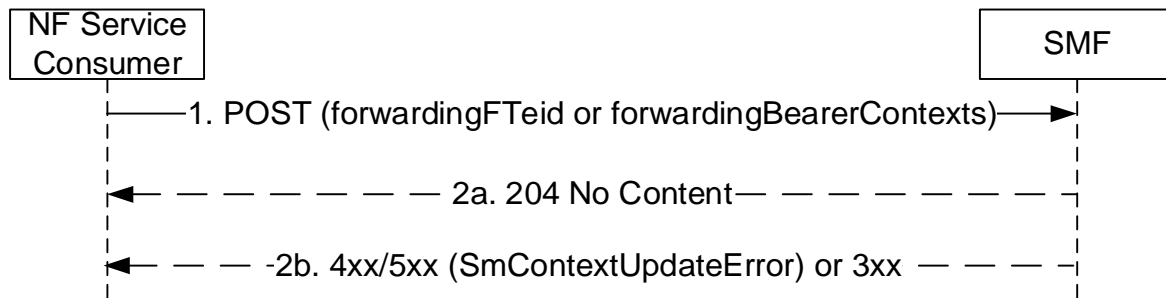 NF Service
Consumer
SMF
1. POST (forwardingFTeid or forwardingBearerContexts)
2a. 204 No Content
2b. 4xx/5xx (SmContextUpdateError) or 3xx